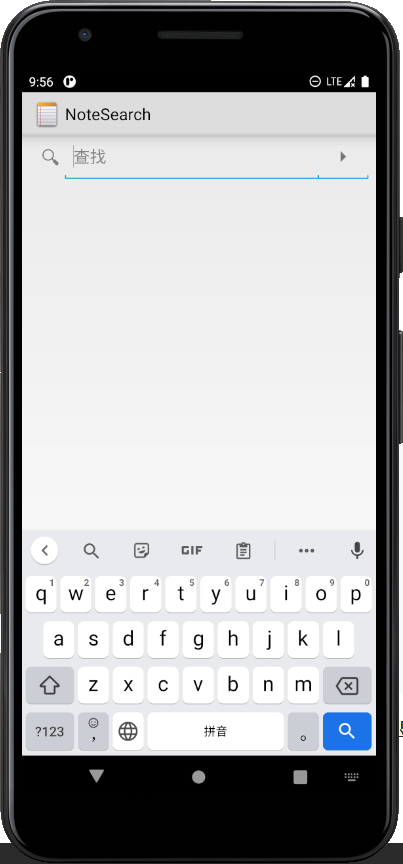 9:56 LTE
NoteSearch
查找
GIF
q1 w2 e3 r4 t5 y6 u7 i8 o9 p0
a s d f g h j k l
z x c v b n m
?123 , 拼音 。